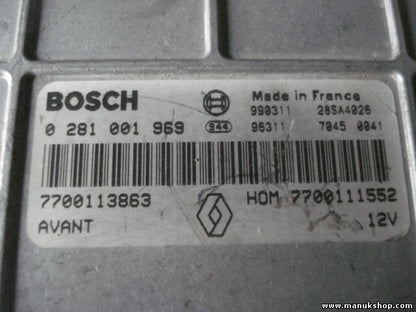 BOSCH
Made in France
990311 28SA4026
0 281 001 969 S44 96311 7045 0041
7700113863 HOM 7700111552
AVANT 12V
www.manukshop.com